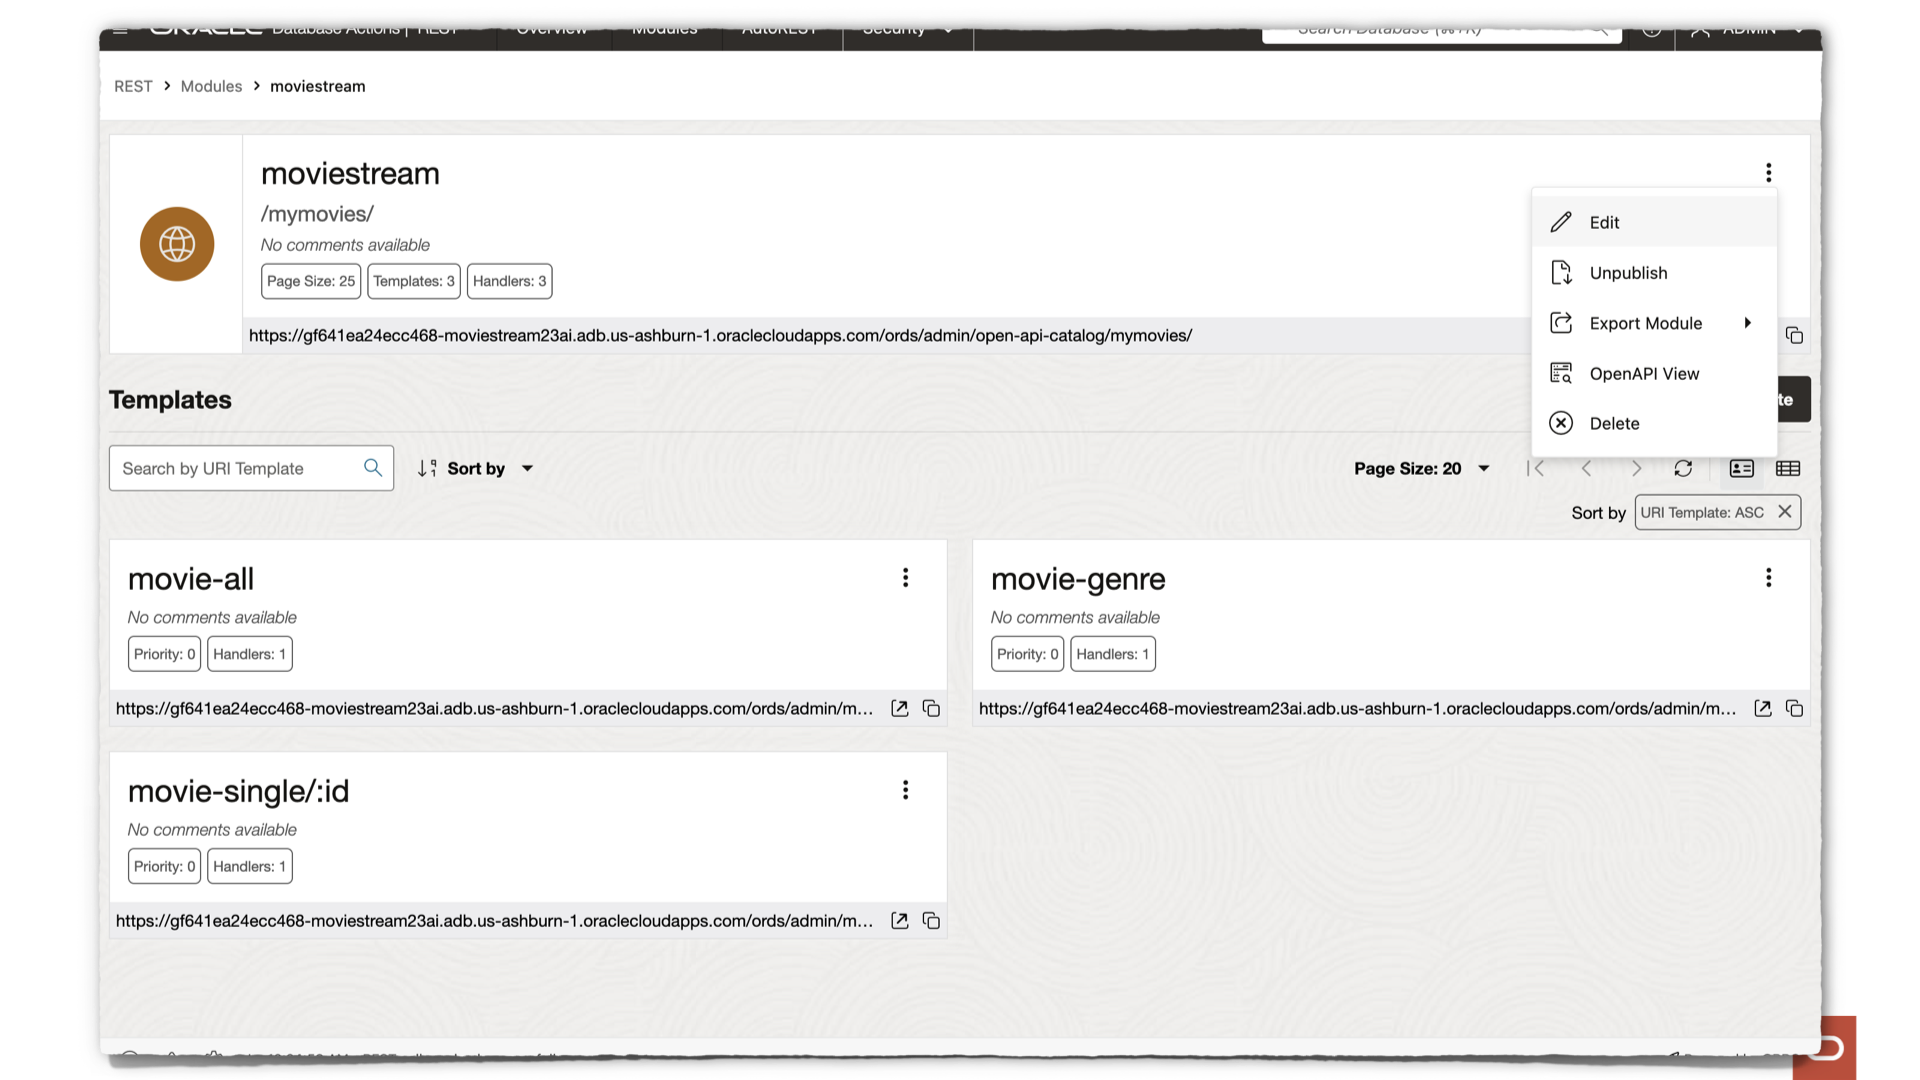 ORACLE Database Actions | REST Overview Modules AutoREST Security Search Database (⌘+K) ADMIN
REST > Modules > moviestream
moviestream
/mymovies/
No comments available
Page Size: 25 Templates: 3 Handlers: 3
https://gf641ea24ecc468-moviestream23ai.adb.us-ashburn-1.oraclecloudapps.com/ords/admin/open-api-catalog/mymovies/
Edit
Unpublish
Export Module
OpenAPI View
Delete
Templates
te
Search by URI Template
Sort by
Page Size: 20
Sort by URI Template: ASC
movie-all
No comments available
Priority: 0 Handlers: 1
https://gf641ea24ecc468-moviestream23ai.adb.us-ashburn-1.oraclecloudapps.com/ords/admin/m...
movie-genre
No comments available
Priority: 0 Handlers: 1
https://gf641ea24ecc468-moviestream23ai.adb.us-ashburn-1.oraclecloudapps.com/ords/admin/m...
movie-single/:id
No comments available
Priority: 0 Handlers: 1
https://gf641ea24ecc468-moviestream23ai.adb.us-ashburn-1.oraclecloudapps.com/ords/admin/m...